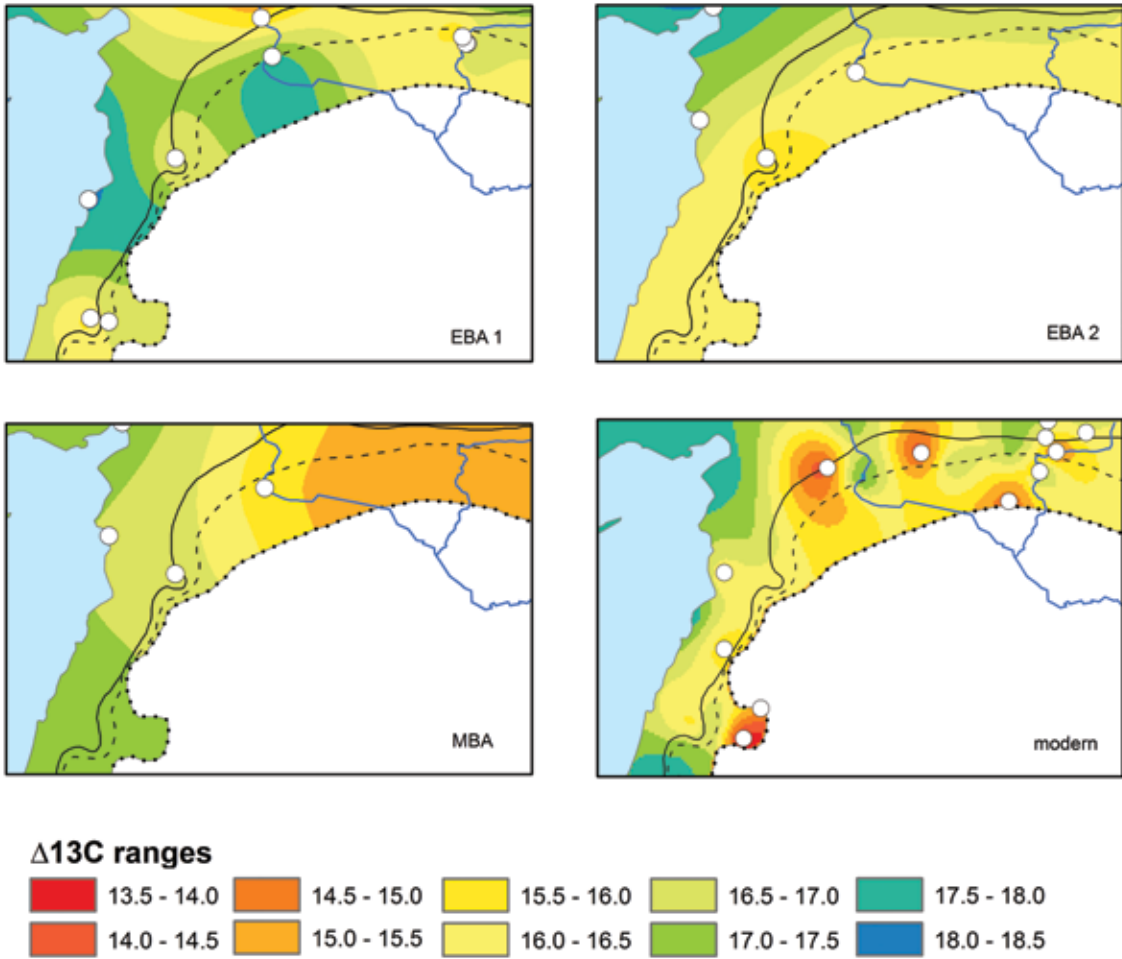 EBA 1
EBA 2
MBA
modern
Δ13C ranges
13.5 - 14.0 14.5 - 15.0 15.5 - 16.0 16.5 - 17.0 17.5 - 18.0
14.0 - 14.5 15.0 - 15.5 16.0 - 16.5 17.0 - 17.5 18.0 - 18.5